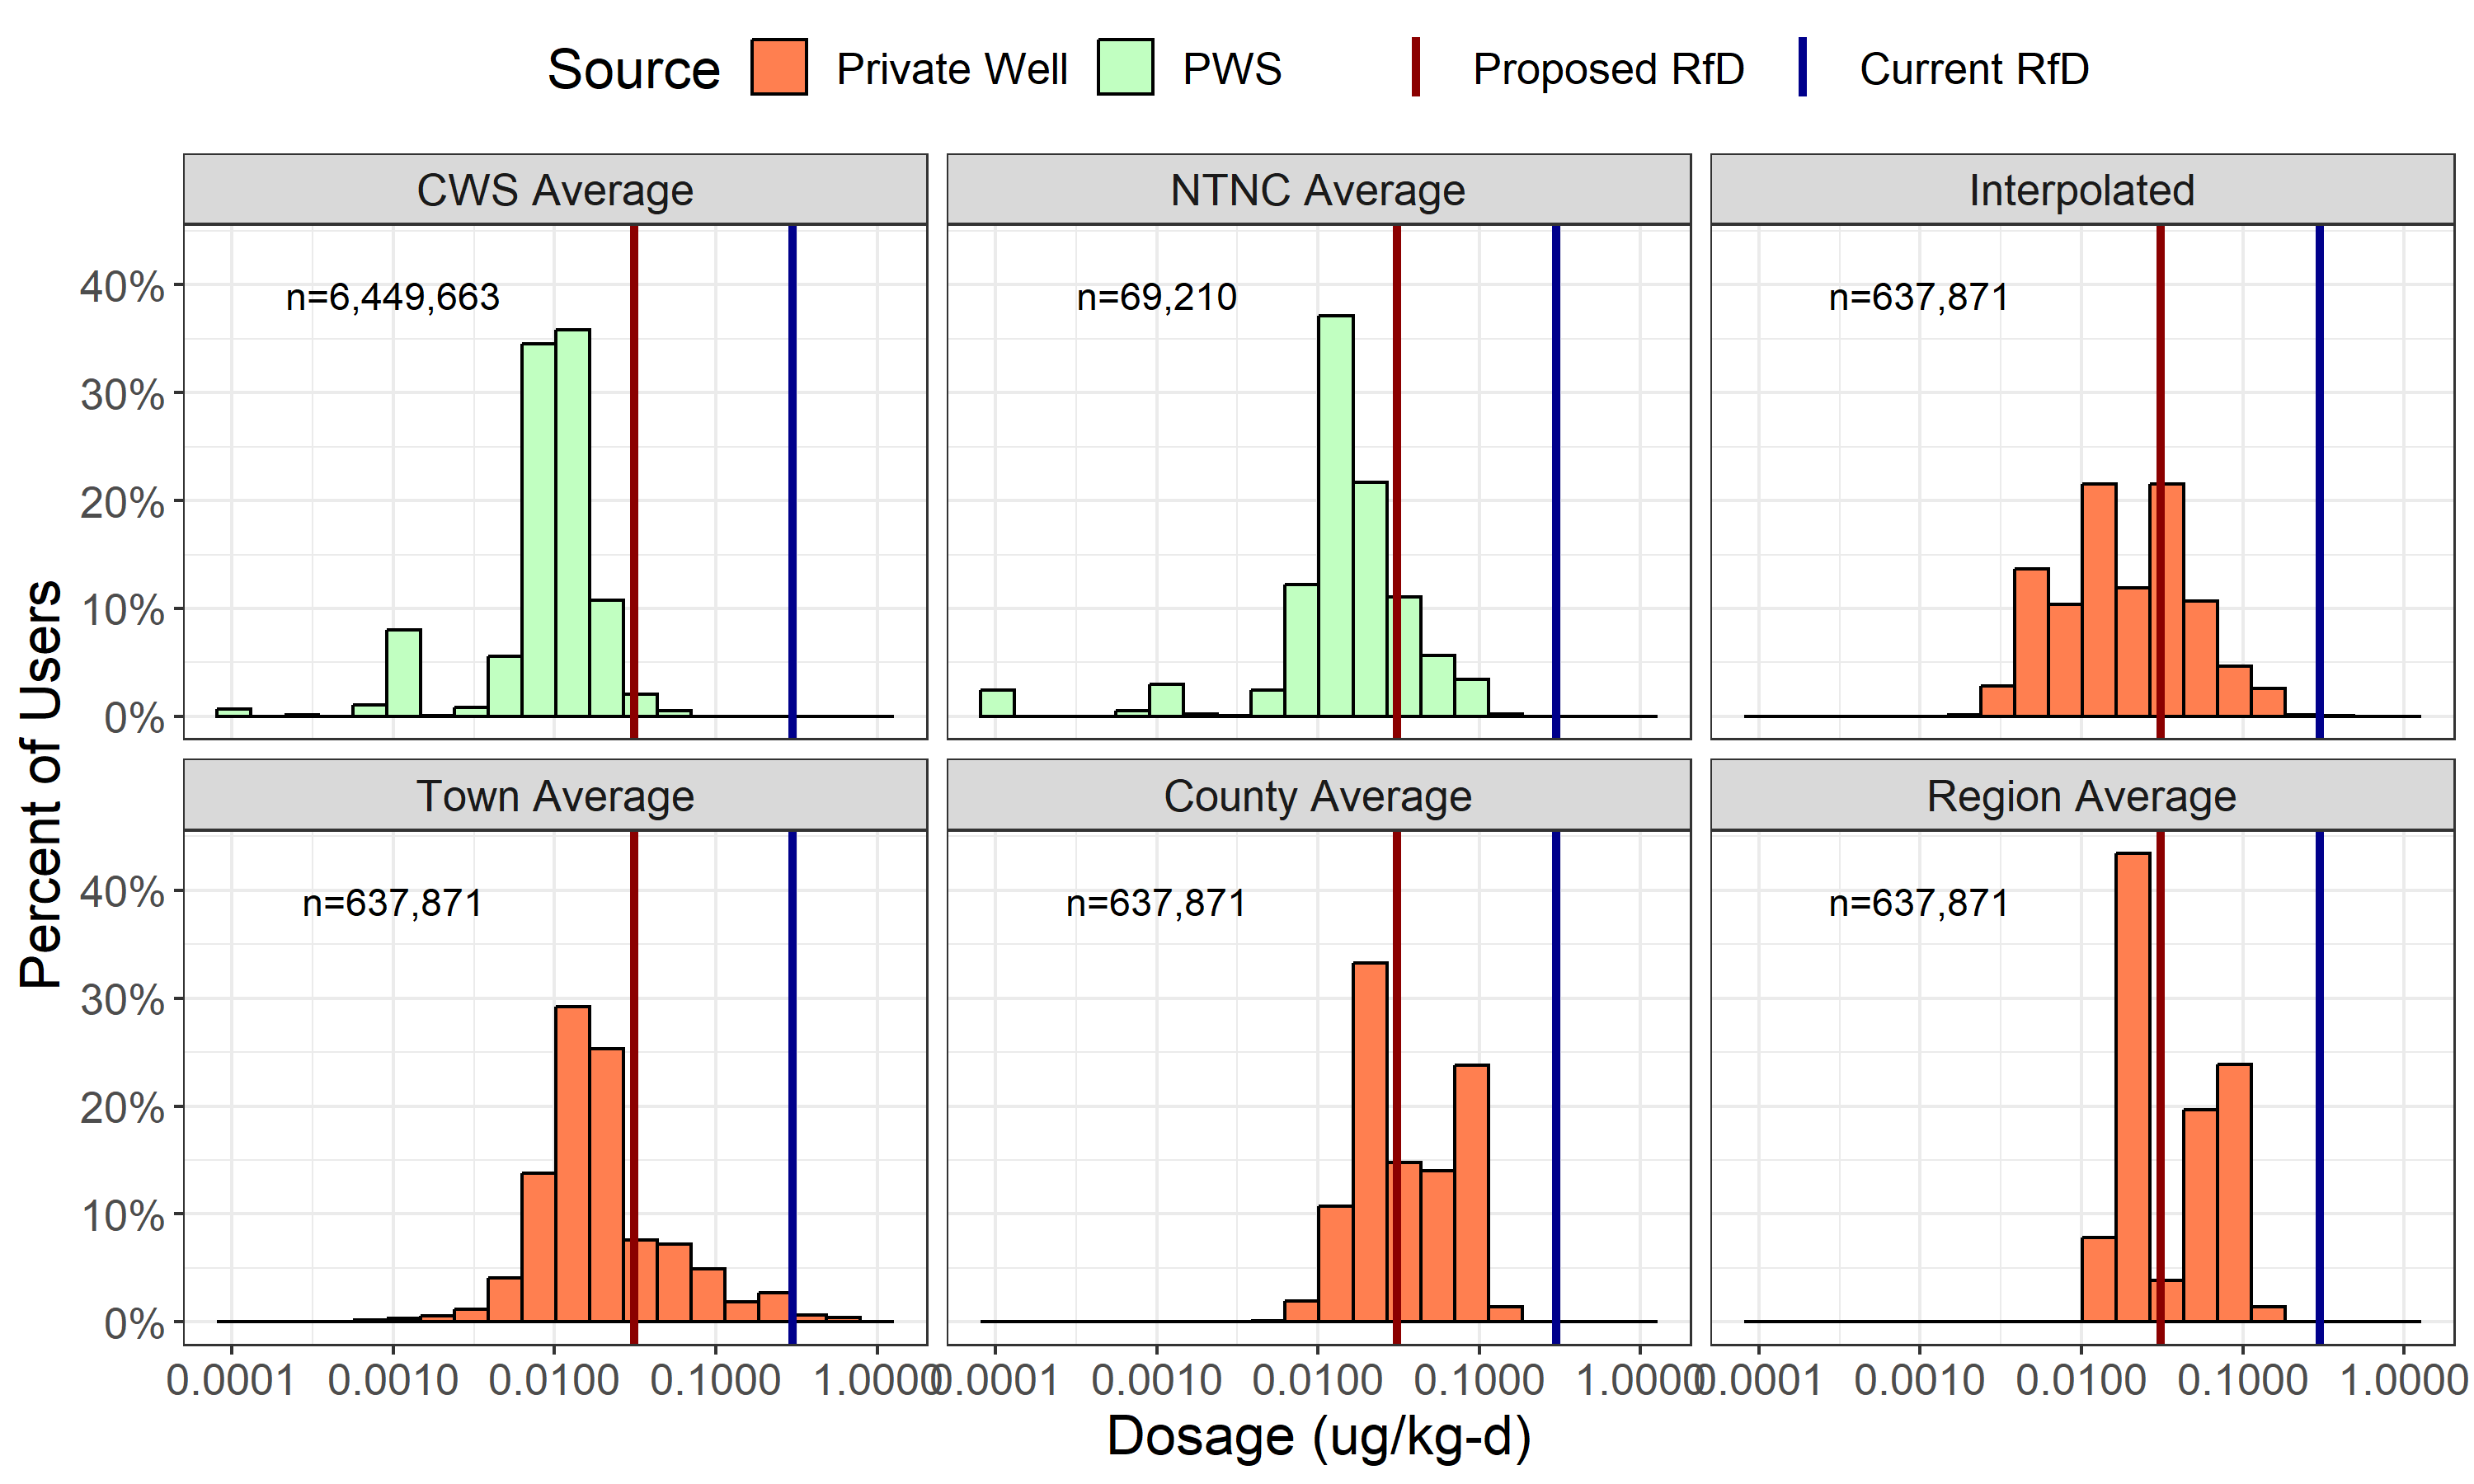 Source Private Well PWS Proposed RfD Current RfD
CWS Average NTNC Average Interpolated
n=6,449,663 n=69,210 n=637,871
40%
30%
20%
10%
0%
Town Average County Average Region Average
n=637,871 n=637,871 n=637,871
40%
30%
20%
10%
0%
Percent of Users
0.0001 0.0010 0.0100 0.1000 1.0000 0.0001 0.0010 0.0100 0.1000 1.0000 0.0001 0.0010 0.0100 0.1000 1.0000
Dosage (ug/kg-d)